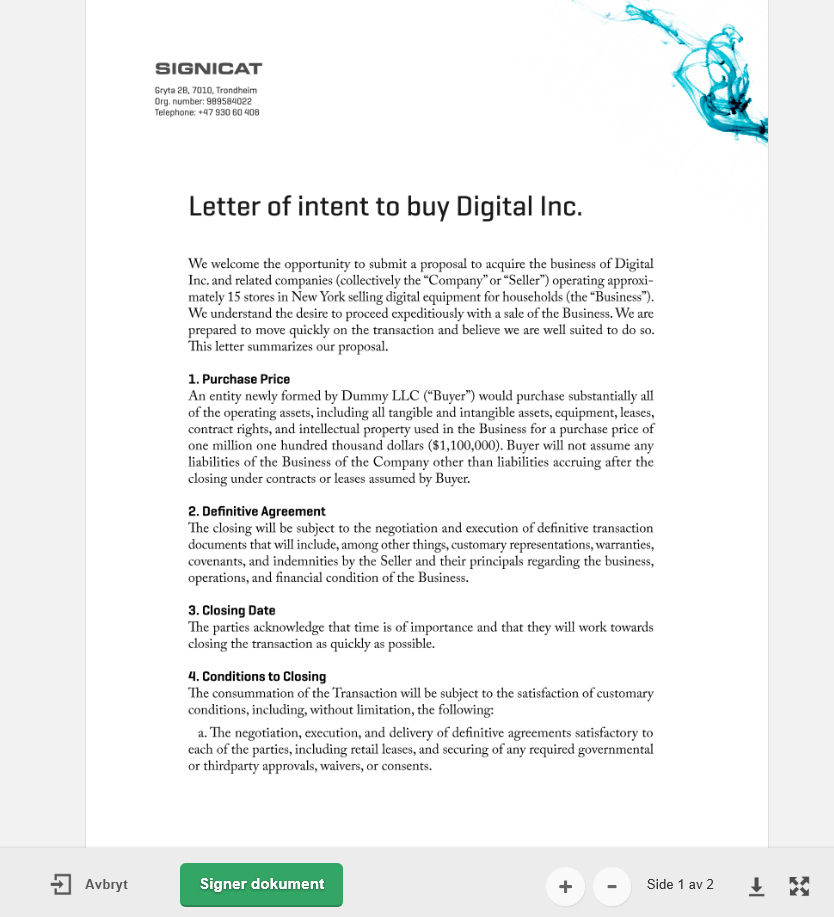 SIGNICAT
Gryta 2B, 7010, Trondheim
Org. number: 989584022
Telephone: +47 930 60 408
Letter of intent to buy Digital Inc.
We welcome the opportunity to submit a proposal to acquire the business of Digital
Inc. and related companies (collectively the “Company” or “Seller”) operating approxi-
mately 15 stores in New York selling digital equipment for households (the “Business”).
We understand the desire to proceed expeditiously with a sale of the Business. We are
prepared to move quickly on the transaction and believe we are well suited to do so.
This letter summarizes our proposal.
1. Purchase Price
An entity newly formed by Dummy LLC (“Buyer”) would purchase substantially all
of the operating assets, including all tangible and intangible assets, equipment, leases,
contract rights, and intellectual property used in the Business for a purchase price of
one million one hundred thousand dollars ($1,100,000). Buyer will not assume any
liabilities of the Business of the Company other than liabilities accruing after the
closing under contracts or leases assumed by Buyer.
2. Definitive Agreement
The closing will be subject to the negotiation and execution of definitive transaction
documents that will include, among other things, customary representations, warranties,
covenants, and indemnities by the Seller and their principals regarding the business,
operations, and financial condition of the Business.
3. Closing Date
The parties acknowledge that time is of importance and that they will work towards
closing the transaction as quickly as possible.
4. Conditions to Closing
The consummation of the Transaction will be subject to the satisfaction of customary
conditions, including, without limitation, the following:
a. The negotiation, execution, and delivery of definitive agreements satisfactory to
each of the parties, including retail leases, and securing of any required governmental
or thirdparty approvals, waivers, or consents.
Avbryt
Signer dokument
Side 1 av 2